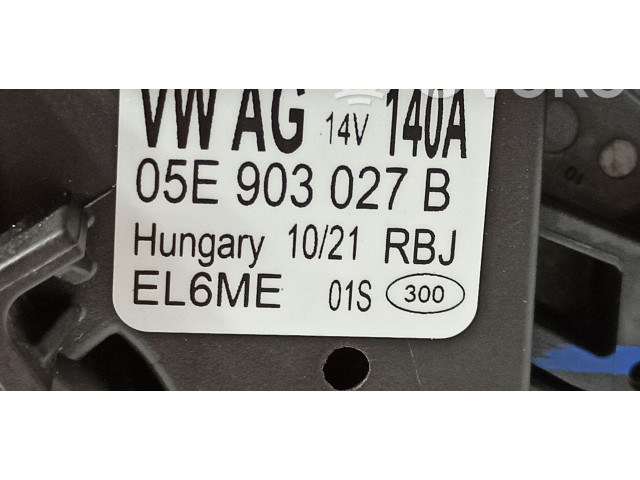 VW AG 14V 140A
05E 903 027 B
Hungary 10/21 RBJ
EL6ME 01S 300